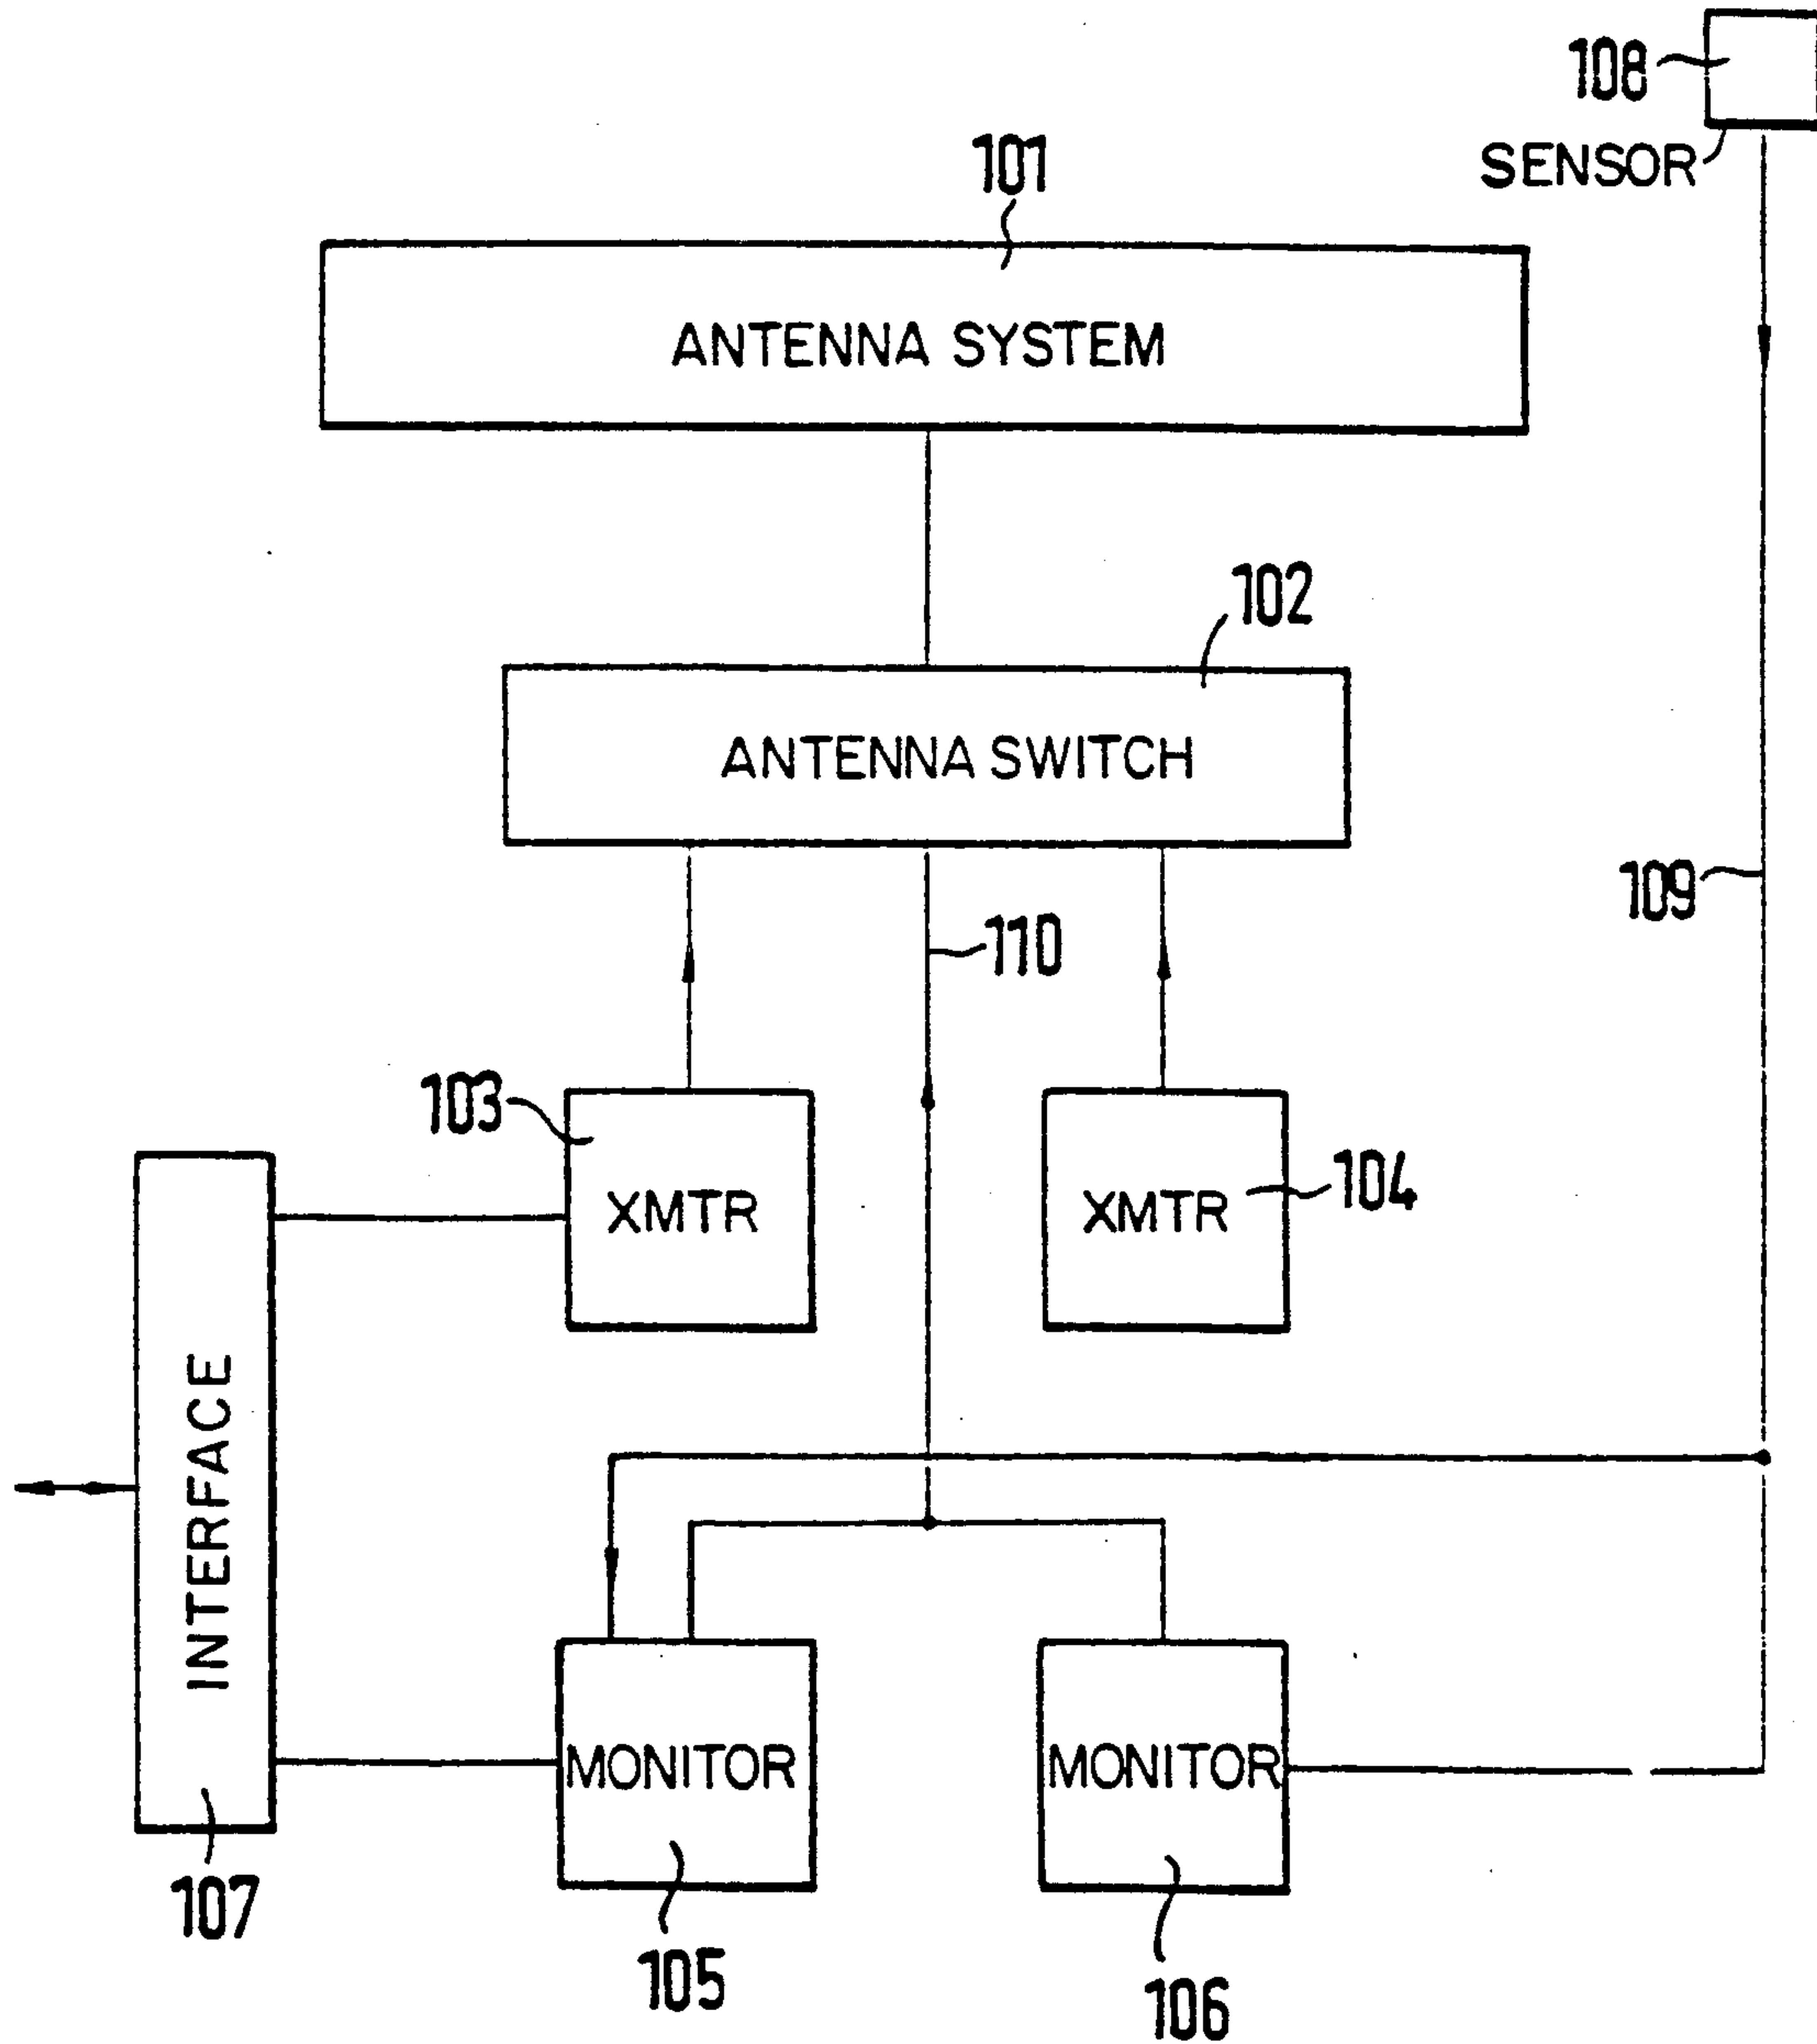 108
SENSOR
101
ANTENNA SYSTEM
102
ANTENNA SWITCH
109
110
103
XMTR
XMTR
104
INTERFACE
MONITOR
MONITOR
107
105
106